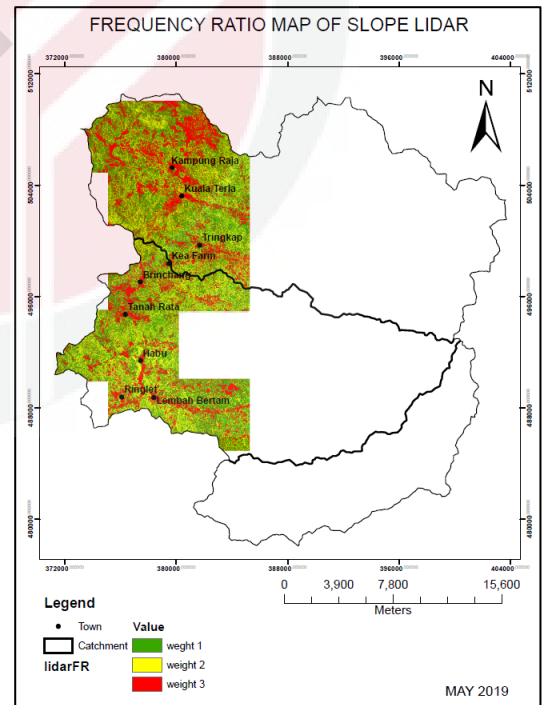 FREQUENCY RATIO MAP OF SLOPE LIDAR
372000 380000 388000 396000 404000
512000 512000
N
Kampung Raja
504000 504000
Kuala Terla
Tringkap
Kea Farm
Brinchang
496000 496000
Tanah Rata
Habu
Ringlet
Lembah Bertam
488000 488000
480000 480000
372000 380000 388000 396000 404000
0 3,900 7,800 15,600
Meters
Legend
Town Value
Catchment weght 1
lidarFR weight 2
weight 3
MAY 2019